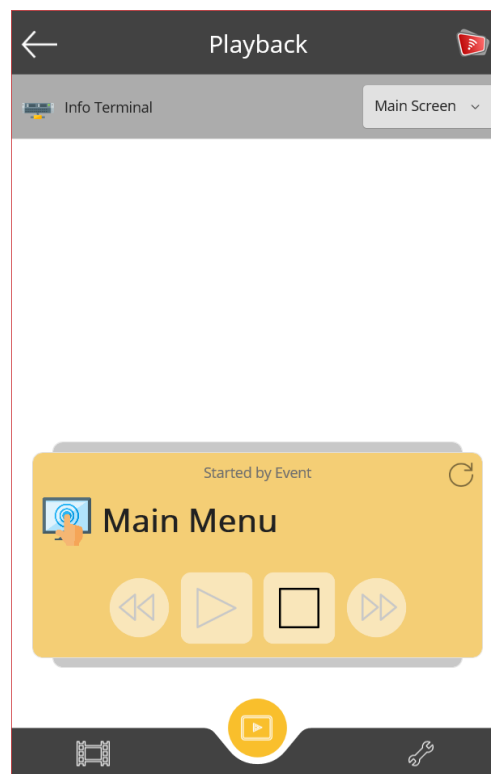 Playback
Info Terminal
Main Screen
Started by Event
Main Menu